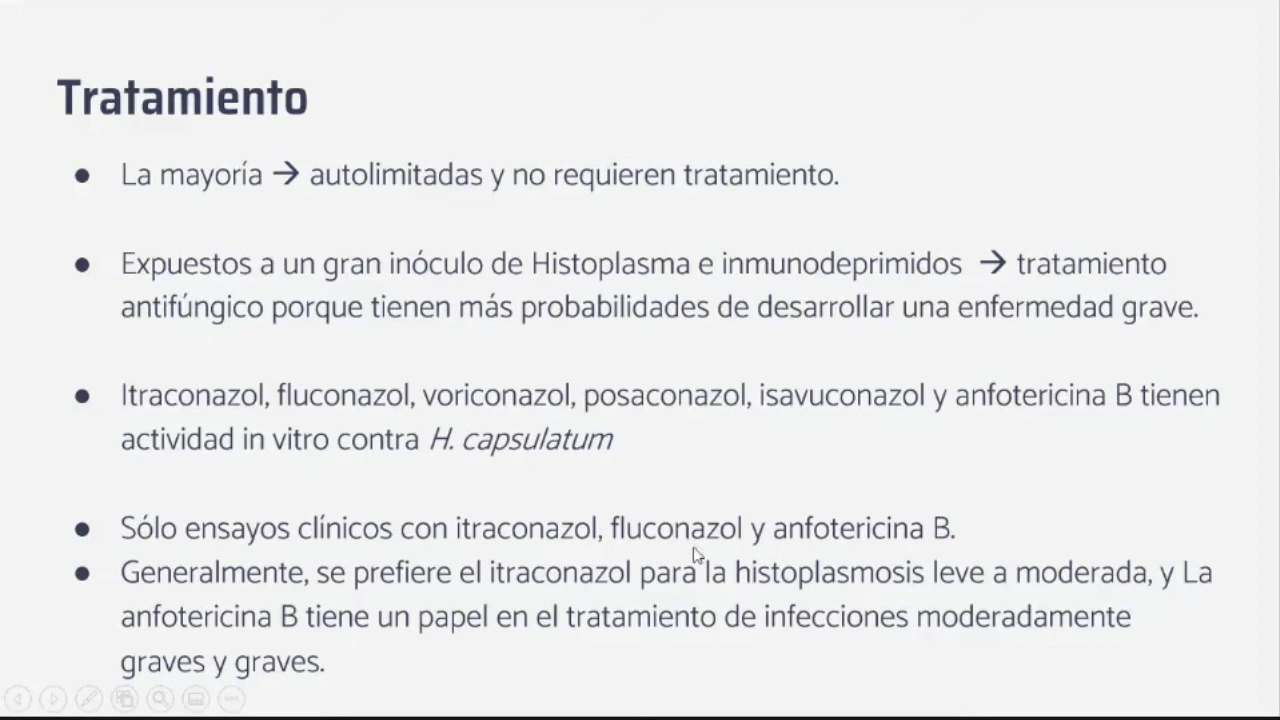 Tratamiento
● La mayoría → autolimitadas y no requieren tratamiento.
● Expuestos a un gran inóculo de Histoplasma e inmunodeprimidos → tratamiento
antifúngico porque tienen más probabilidades de desarrollar una enfermedad grave.
● Itraconazol, fluconazol, voriconazol, posaconazol, isavuconazol y anfotericina B tienen
actividad in vitro contra H. capsulatum
● Sólo ensayos clínicos con itraconazol, fluconazol y anfotericina B.
● Generalmente, se prefiere el itraconazol para la histoplasmosis leve a moderada, y La
anfotericina B tiene un papel en el tratamiento de infecciones moderadamente
graves y graves.